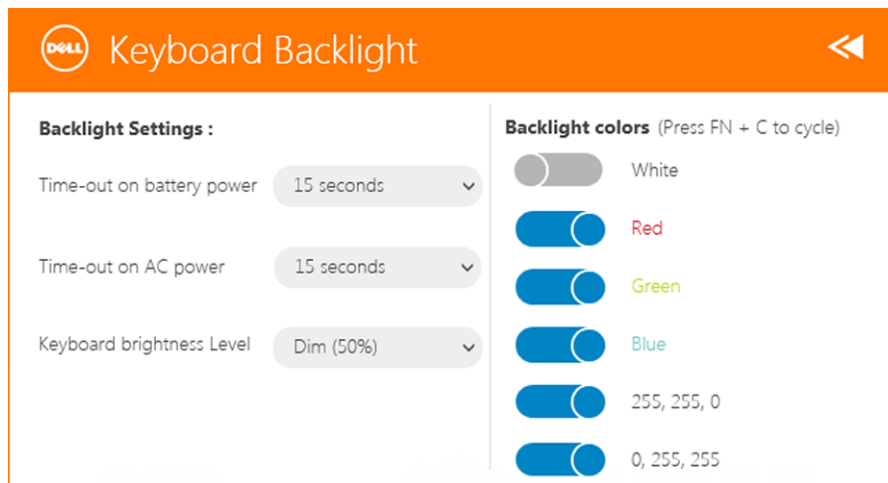 DELL Keyboard Backlight
Backlight Settings :
Time-out on battery power 15 seconds
Time-out on AC power 15 seconds
Keyboard brightness Level Dim (50%)
Backlight colors (Press FN + C to cycle)
White
Red
Green
Blue
255, 255, 0
0, 255, 255